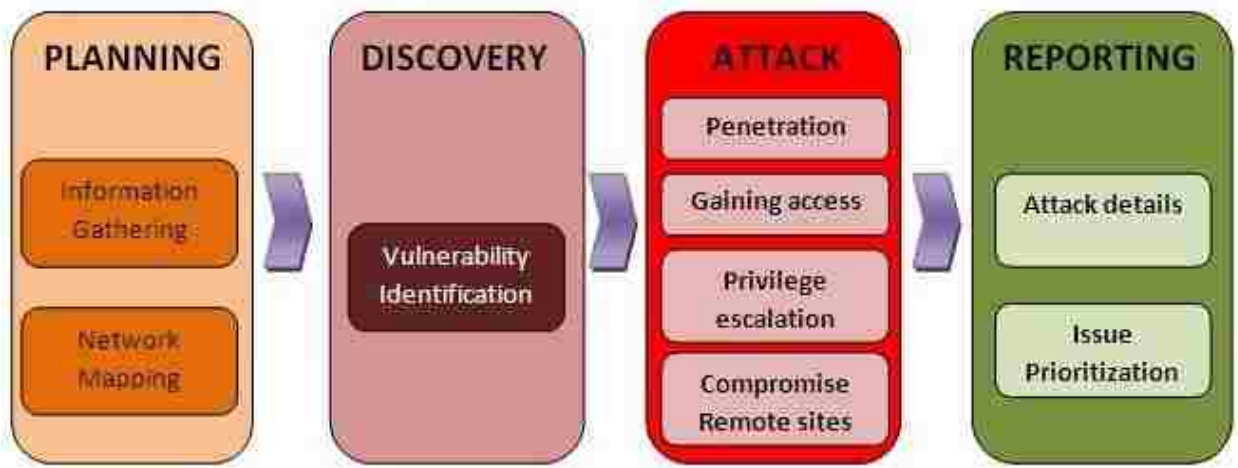 PLANNING
Information
Gathering
Network
Mapping
DISCOVERY
Vulnerability
Identification
ATTACK
Penetration
Gaining access
Privilege
escalation
Compromise
Remote sites
REPORTING
Attack details
Issue
Prioritization